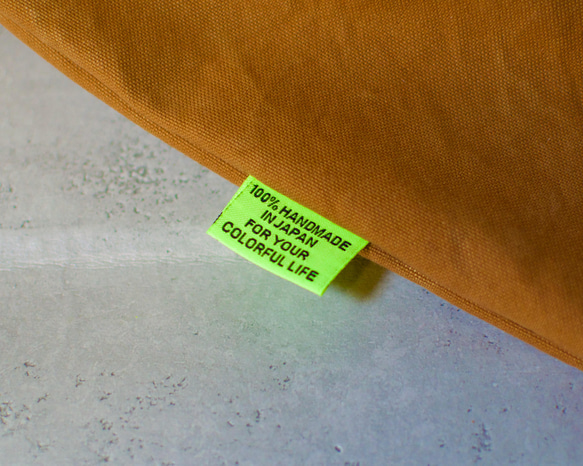 100% HANDMADE
IN JAPAN
FOR YOUR
COLORFUL LIFE